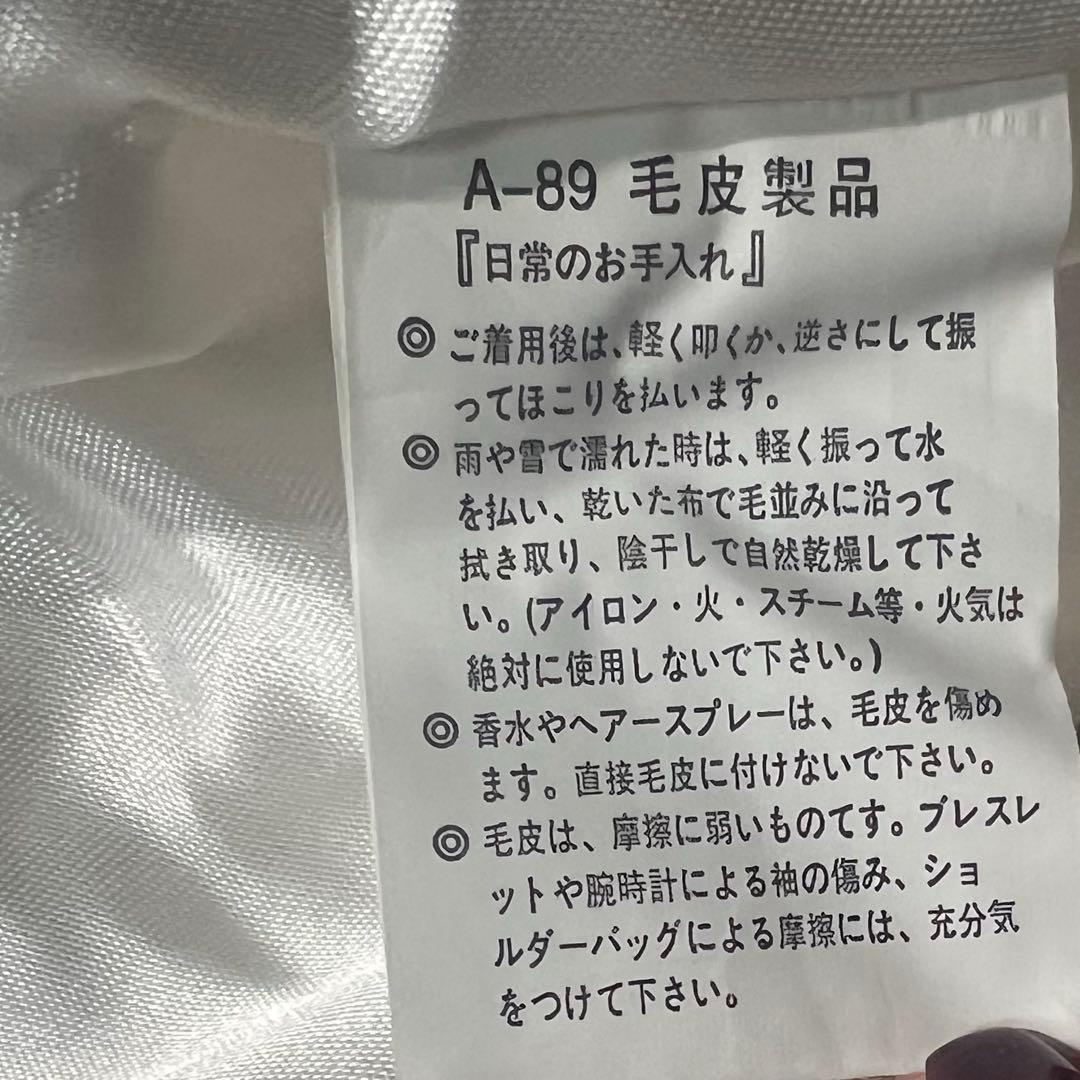 A-89 毛皮製品
『日常のお手入れ』
◎ ご着用後は、軽く叩くか、逆さにして振
ってほこりを払います。
◎ 雨や雪で濡れた時は、軽く振って水
を払い、乾いた布で毛並みに沿って
拭き取り、陰干しで自然乾燥して下さ
い。(アイロン・火・スチーム等・火気は
絶対に使用しないで下さい。)
◎ 香水やヘアースプレーは、毛皮を傷め
ます。直接毛皮に付けないで下さい。
◎ 毛皮は、摩擦に弱いものてす。ブレスレ
ットや腕時計による袖の傷み、ショ
ルダーバッグによる摩擦には、充分気
をつけて下さい。